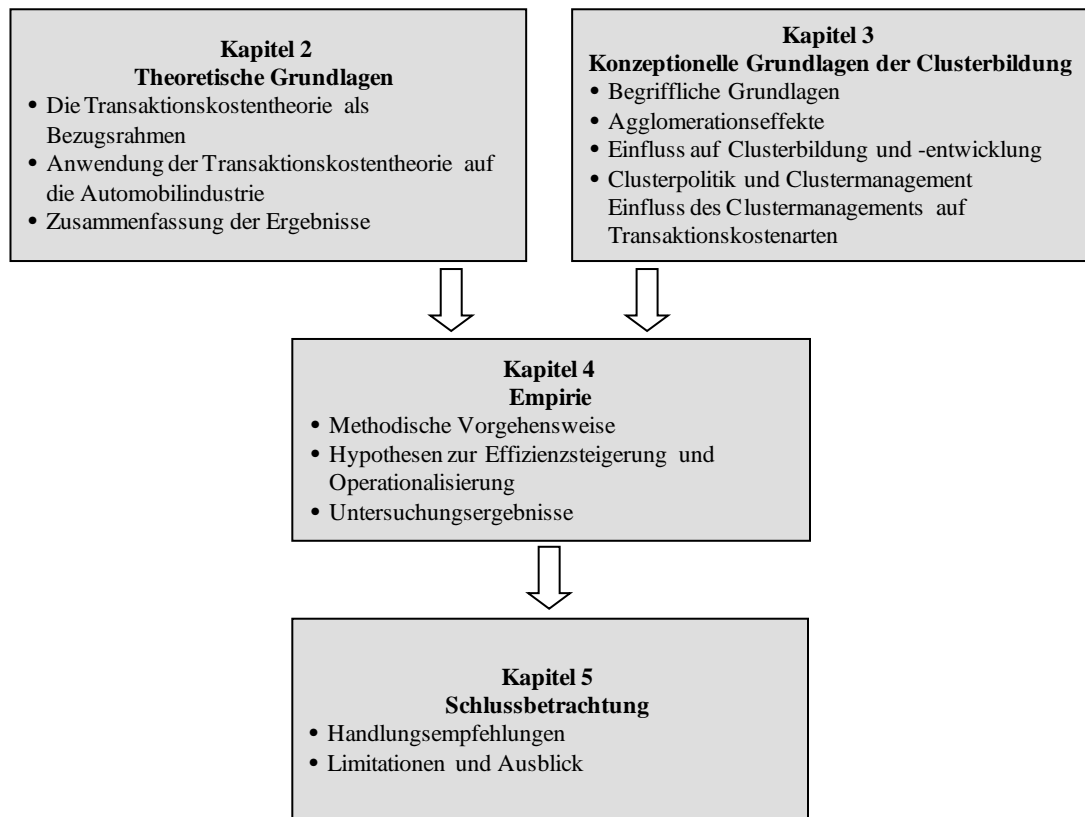 Kapitel 2
Theoretische Grundlagen
• Die Transaktionskostentheorie als
Bezugsrahmen
• Anwendung der Transaktionskostentheorie auf
die Automobilindustrie
• Zusammenfassung der Ergebnisse
Kapitel 3
Konzeptionelle Grundlagen der Clusterbildung
• Begriffliche Grundlagen
• Agglomerationseffekte
• Einfluss auf Clusterbildung und -entwicklung
• Clusterpolitik und Clustermanagement
Einfluss des Clustermanagements auf
Transaktionskostenarten
Kapitel 4
Empirie
• Methodische Vorgehensweise
• Hypothesen zur Effizienzsteigerung und
Operationalisierung
• Untersuchungsergebnisse
Kapitel 5
Schlussbetrachtung
• Handlungsempfehlungen
• Limitationen und Ausblick